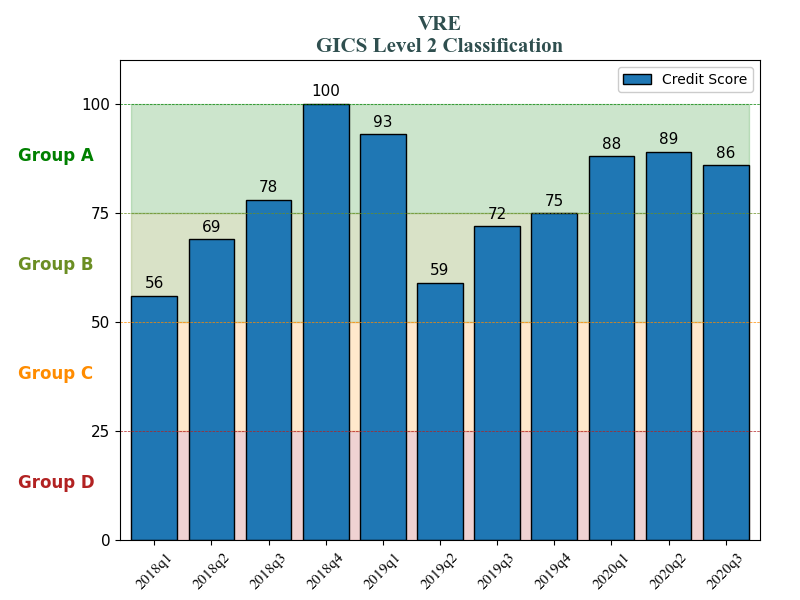 VRE
GICS Level 2 Classification
Credit Score
100
75
50
25
0
Group A
Group B
Group C
Group D
56
69
78
100
93
59
72
75
88
89
86
2018q1
2018q2
2018q3
2018q4
2019q1
2019q2
2019q3
2019q4
2020q1
2020q2
2020q3